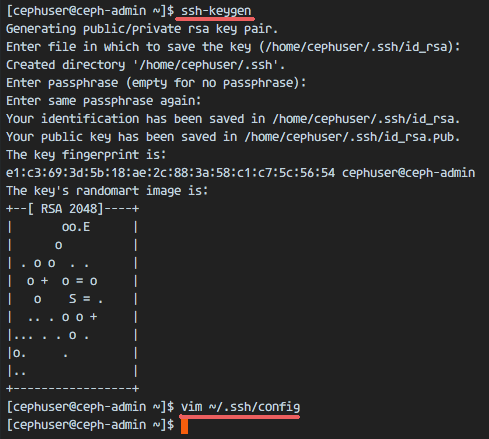 [cephuser@ceph-admin ~]$ ssh-keygen
Generating public/private rsa key pair.
Enter file in which to save the key (/home/cephuser/.ssh/id_rsa):
Created directory '/home/cephuser/.ssh'.
Enter passphrase (empty for no passphrase):
Enter same passphrase again:
Your identification has been saved in /home/cephuser/.ssh/id_rsa.
Your public key has been saved in /home/cephuser/.ssh/id_rsa.pub.
The key fingerprint is:
e1:c3:69:3d:5b:18:ae:2c:88:3a:58:c1:c7:5c:56:54 cephuser@ceph-admin
The key's randomart image is:
+--[ RSA 2048]----+
|       oo.E      |
|      o          |
| . o o  . .      |
|  o +  o = o     |
|   o    S = .    |
|  .. . o o +     |
|... . . o .      |
|o.     .         |
|..               |
+-----------------+
[cephuser@ceph-admin ~]$ vim ~/.ssh/config
[cephuser@ceph-admin ~]$